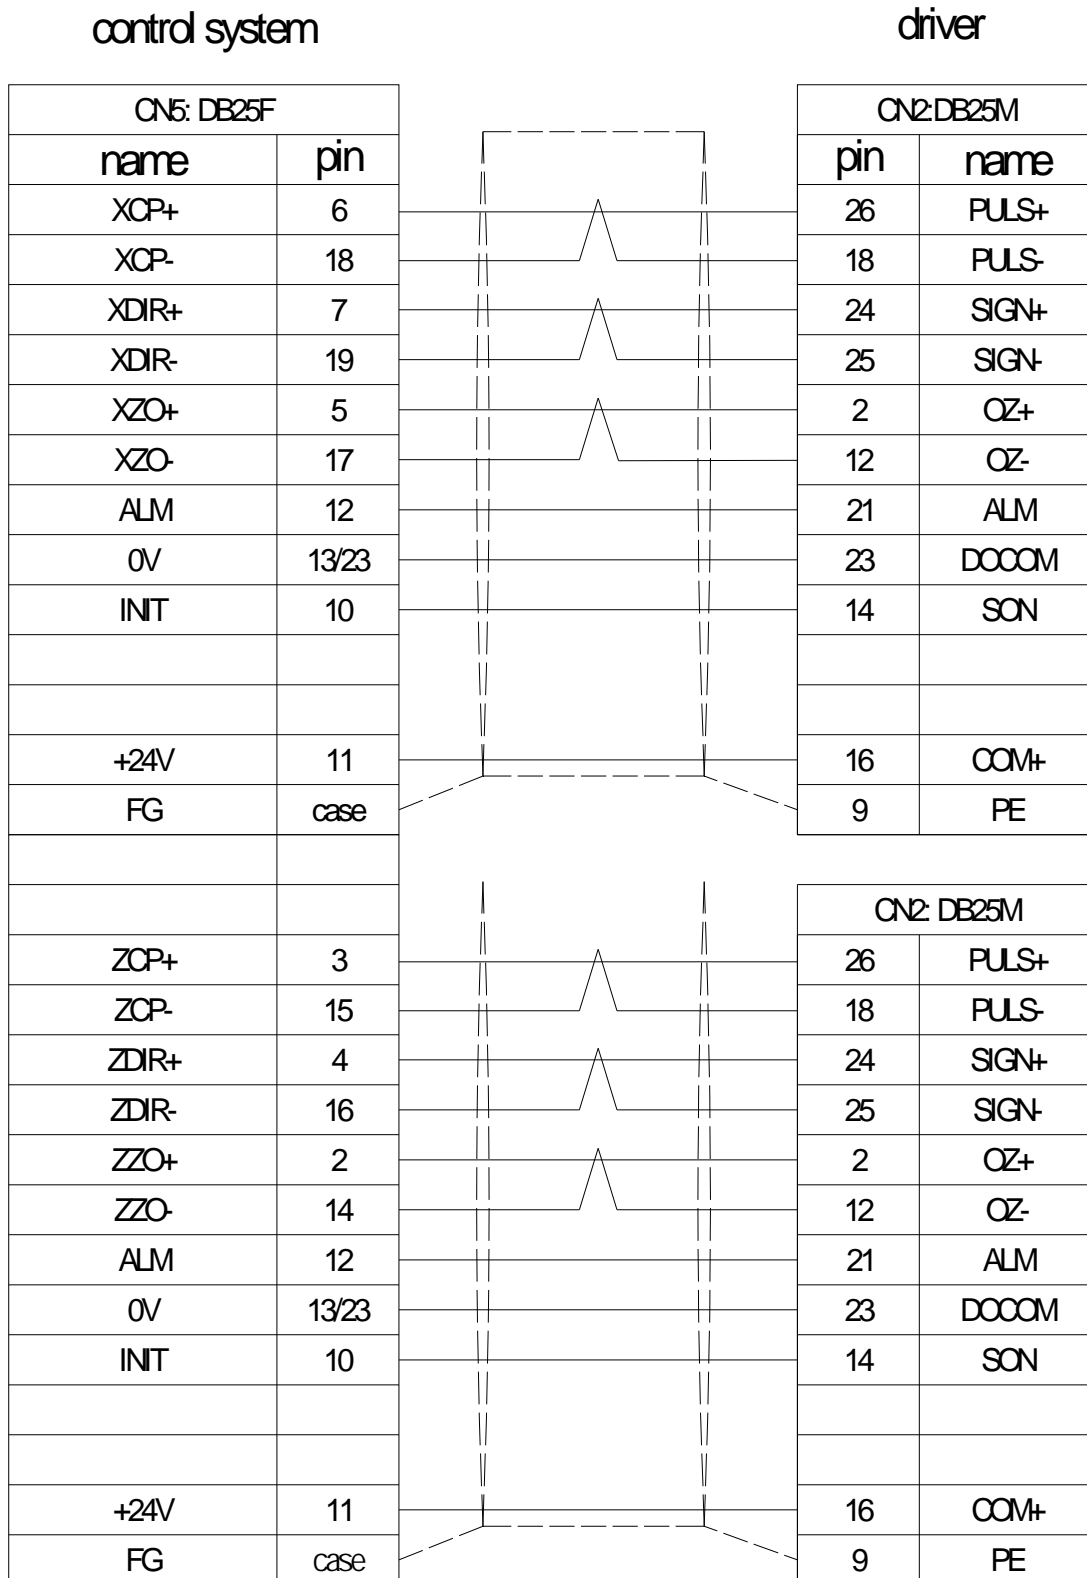 control system driver
CN5: DB25F CN2:DB25M
name pin pin name
XCP+ 6 26 PULS+
XCP- 18 18 PULS-
XDIR+ 7 24 SIGN+
XDIR- 19 25 SIGN-
XZO+ 5 2 OZ+
XZO- 17 12 OZ-
ALM 12 21 ALM
0V 13/23 23 DOCOM
INIT 10 14 SON
+24V 11 16 COM+
FG case 9 PE
CN2: DB25M
ZCP+ 3 26 PULS+
ZCP- 15 18 PULS-
ZDIR+ 4 24 SIGN+
ZDIR- 16 25 SIGN-
ZZO+ 2 2 OZ+
ZZO- 14 12 OZ-
ALM 12 21 ALM
0V 13/23 23 DOCOM
INIT 10 14 SON
+24V 11 16 COM+
FG case 9 PE